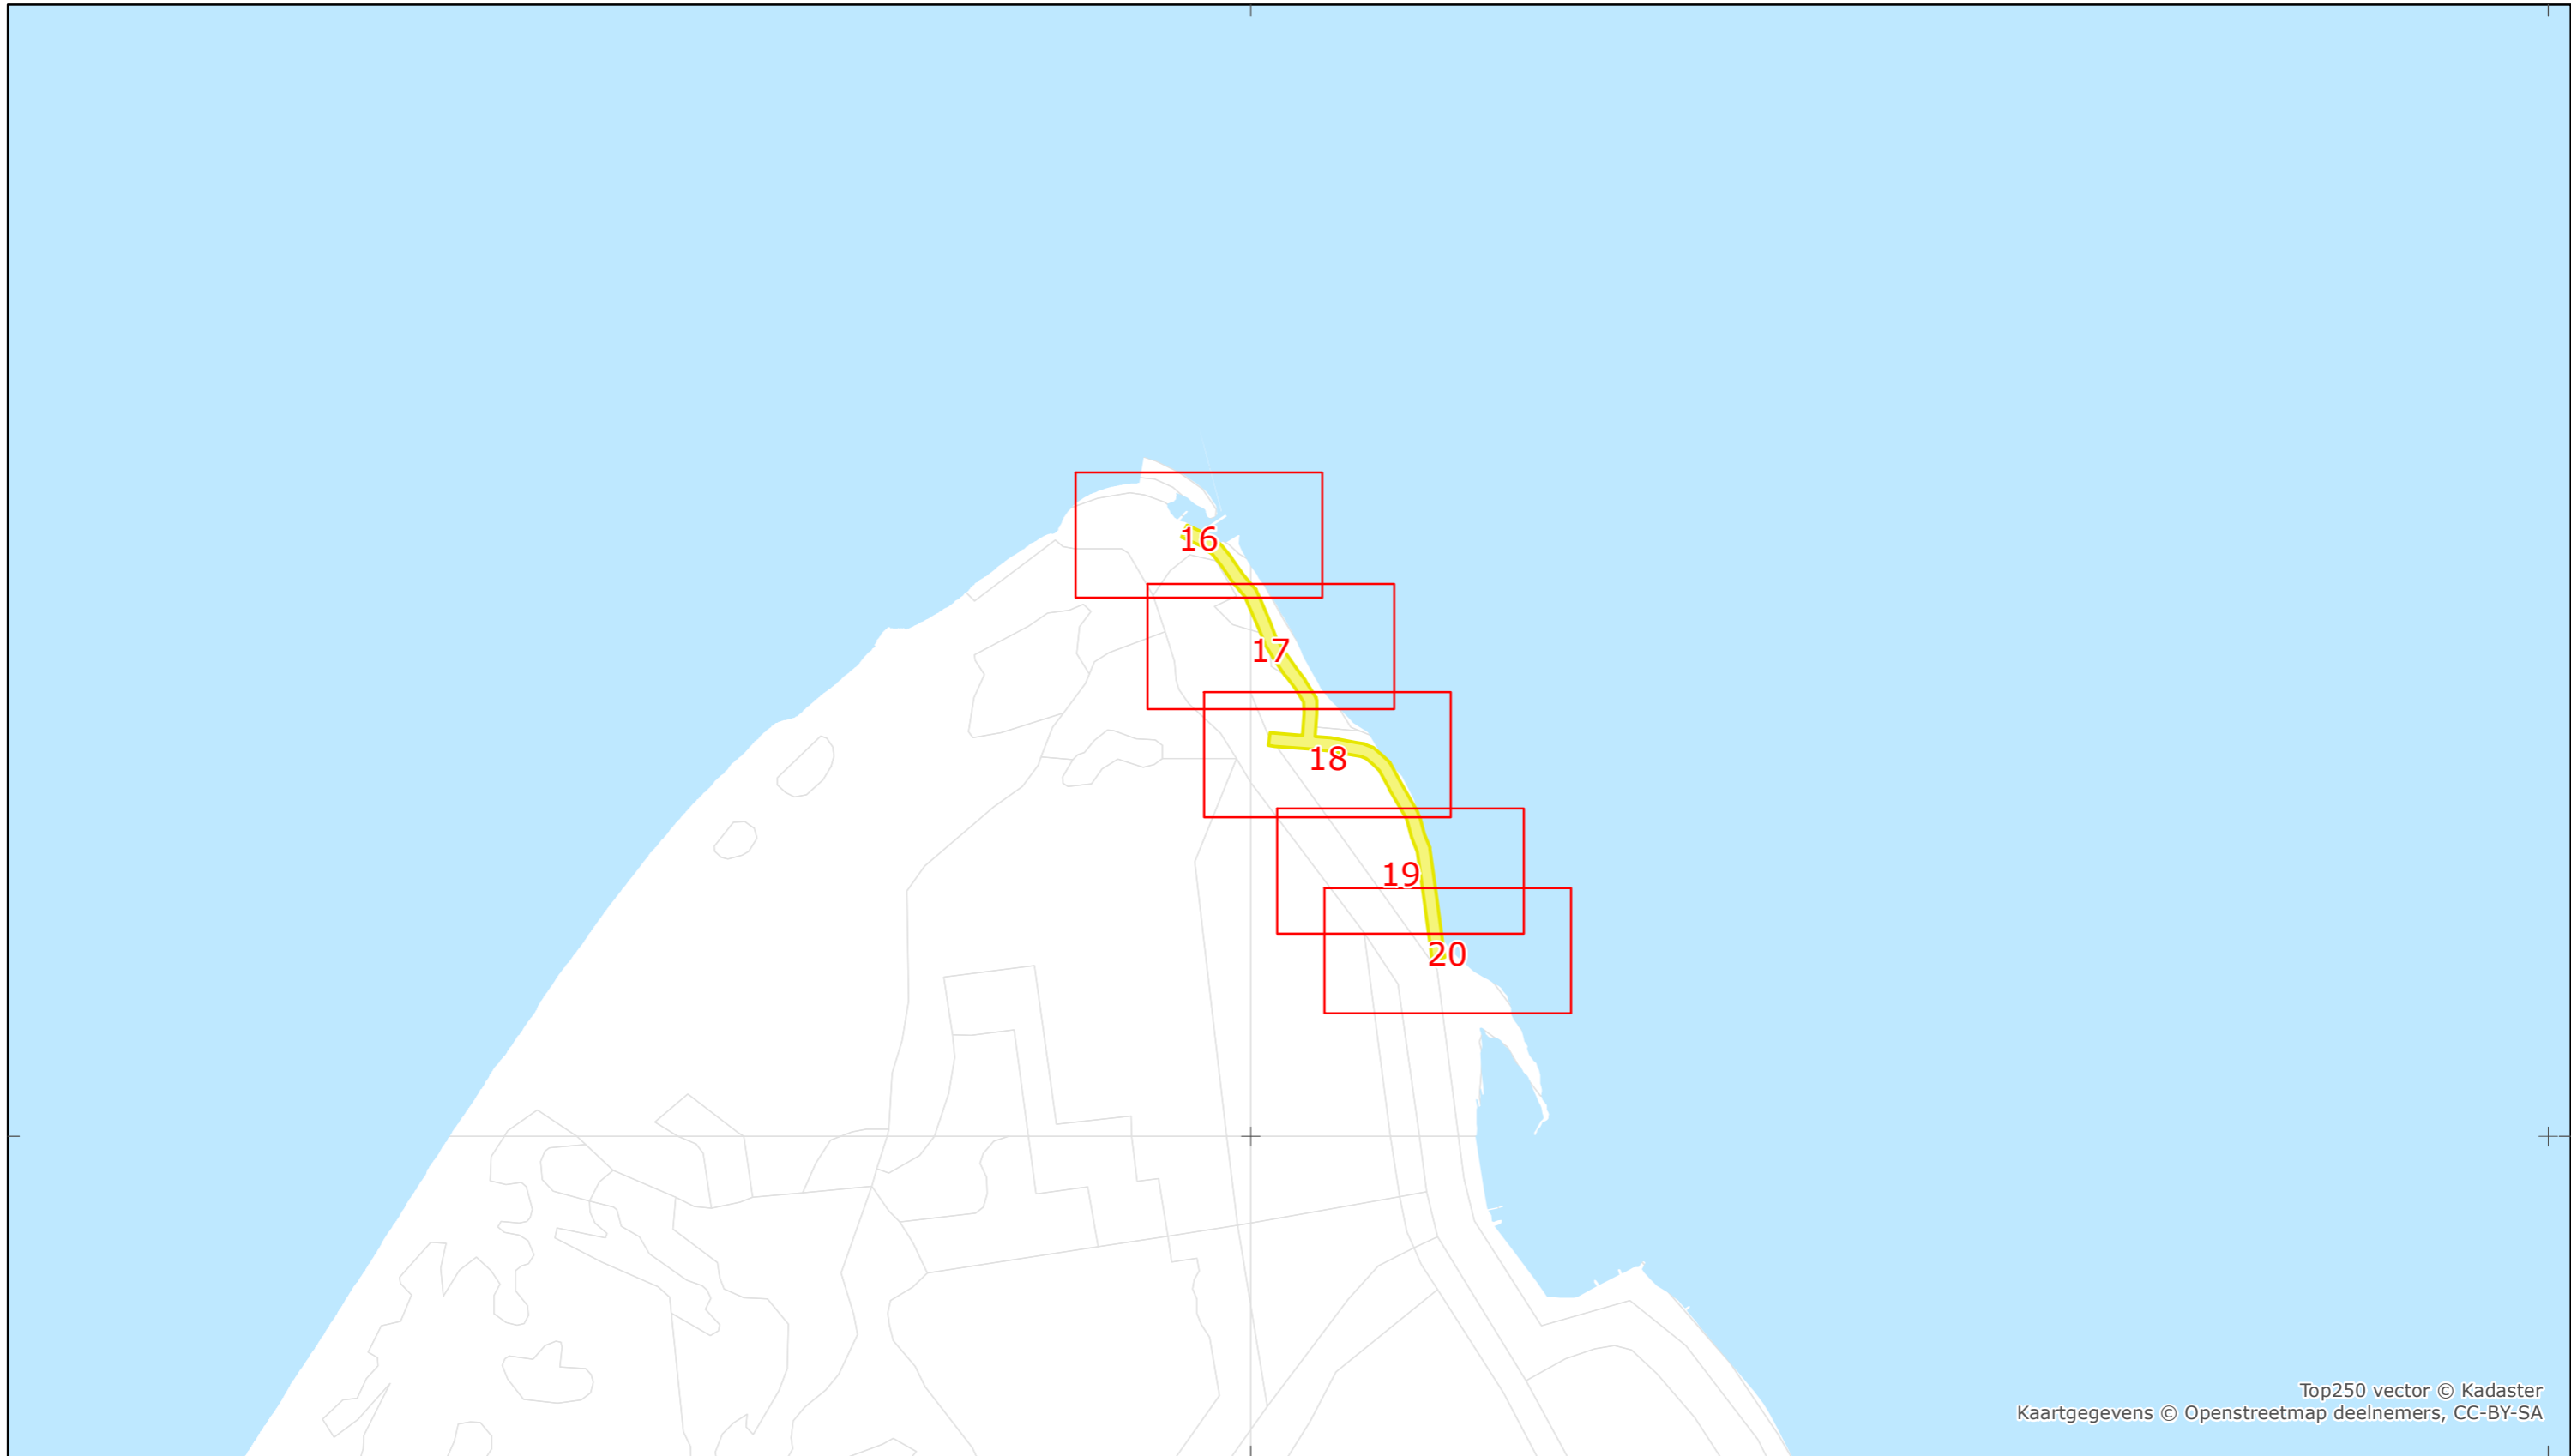 16
17
18
19
20
Top250 vector © Kadaster
Kaartgegevens © Openstreetmap deelnemers, CC-BY-SA